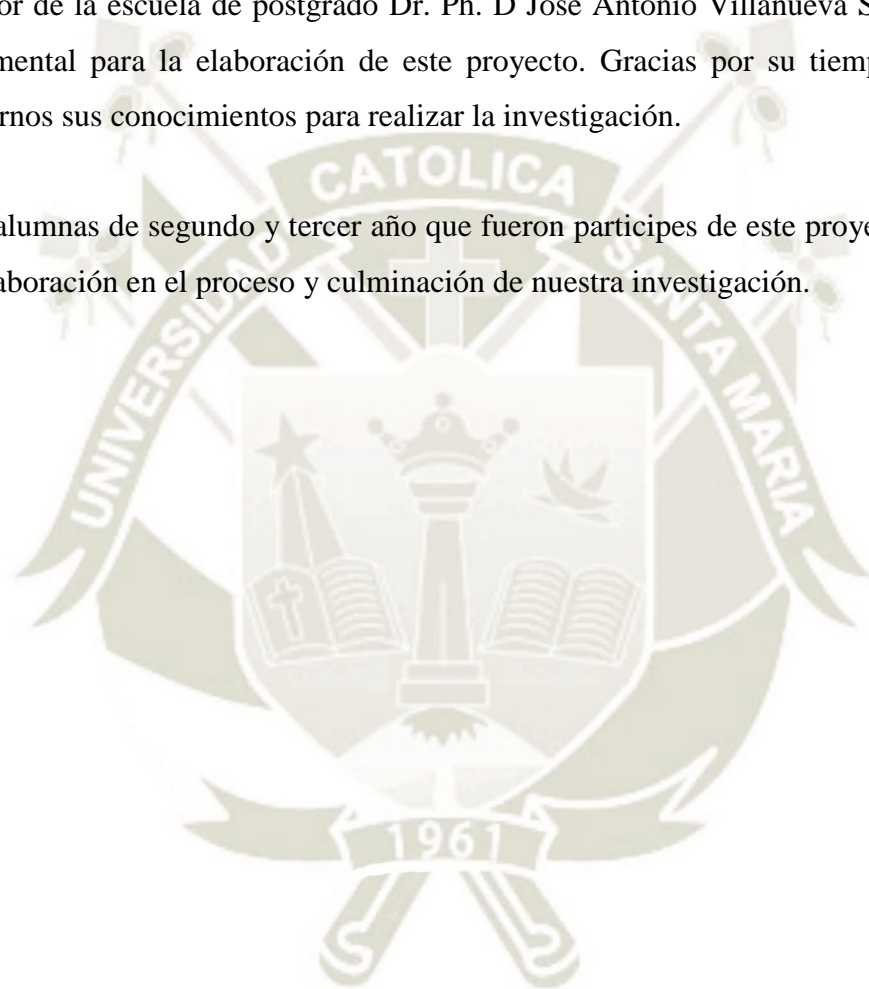 or de la escuela de postgrado Dr. Ph. D José Antonio Villanueva S
mental para la elaboración de este proyecto. Gracias por su tiemp
rnos sus conocimientos para realizar la investigación.
alumnas de segundo y tercer año que fueron participes de este proye
aboración en el proceso y culminación de nuestra investigación.
UNIVERSIDAD CATOLICA SANTA MARIA
1961